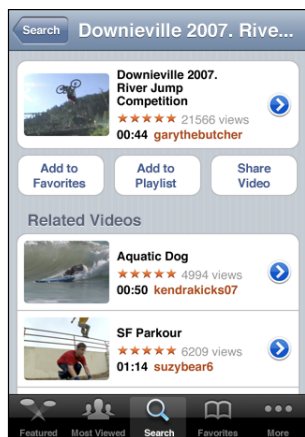 Search
Downieville 2007. Rive...
Downieville 2007.
River Jump
Competition
21566 views
00:44 garythebutcher
Add to
Favorites
Add to
Playlist
Share
Video
Related Videos
Aquatic Dog
4994 views
00:50 kendrakicks07
SF Parkour
6209 views
01:14 suzybear6
Featured
Most Viewed
Search
Favorites
More